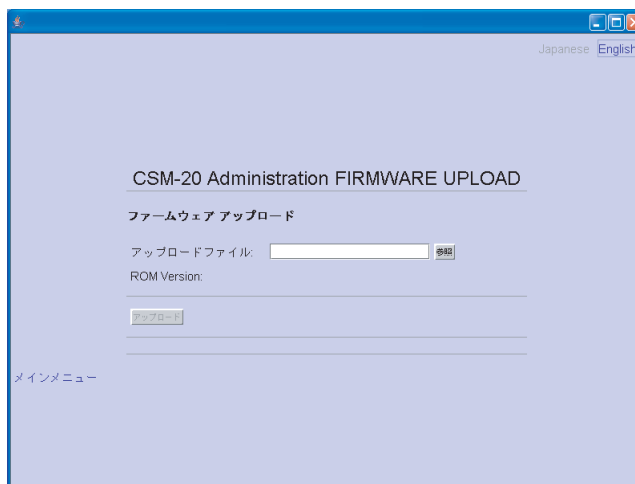 Japanese English
CSM-20 Administration FIRMWARE UPLOAD
ファームウェア アップロード
アップロードファイル: 参照
ROM Version:
アップロード
メインメニュー